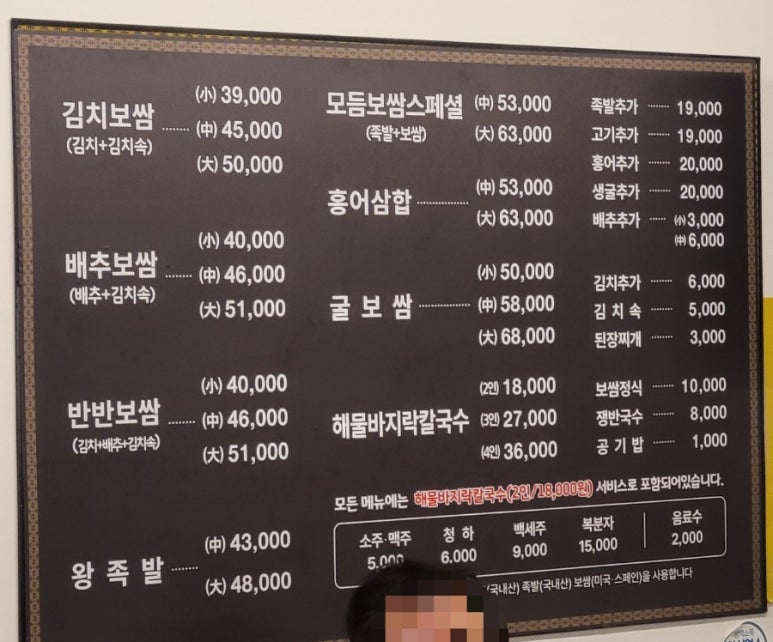 김치보쌈 (小) 39,000
(김치+김치속) (中) 45,000
(大) 50,000
배추보쌈 (小) 40,000
(배추+김치속) (中) 46,000
(大) 51,000
반반보쌈 (小) 40,000
(김치+배추+김치속) (中) 46,000
(大) 51,000
왕족발 (中) 43,000
(大) 48,000
모듬보쌈스페셜 (中) 53,000
(족발+보쌈) (大) 63,000
홍어삼합 (中) 53,000
(大) 63,000
굴보쌈 (小) 50,000
(中) 58,000
(大) 68,000
해물바지락칼국수 (2인) 18,000
(3인) 27,000
(4인) 36,000
족발추가 19,000
고기추가 19,000
홍어추가 20,000
생굴추가 20,000
배추추가 (小) 3,000
(中) 6,000
김치추가 6,000
김치속 5,000
된장찌개 3,000
보쌈정식 10,000
쟁반국수 8,000
공기밥 1,000
모든 메뉴에는 해물바지락칼국수(2인/18,000원) 서비스로 포함되어있습니다.
소주·맥주 청하 백세주 복분자 음료수
5,000 6,000 9,000 15,000 2,000
(국내산) 족발(국내산) 보쌈(미국·스페인)을 사용합니다